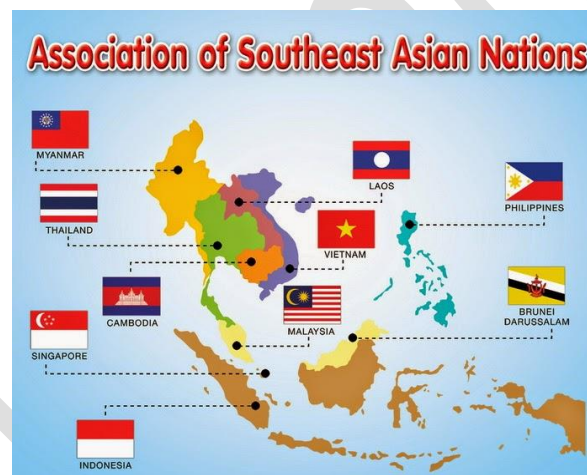 Association of Southeast Asian Nations
MYANMAR
LAOS
PHILIPPINES
THAILAND
VIETNAM
CAMBODIA
MALAYSIA
BRUNEI
DARUSSALAM
SINGAPORE
INDONESIA